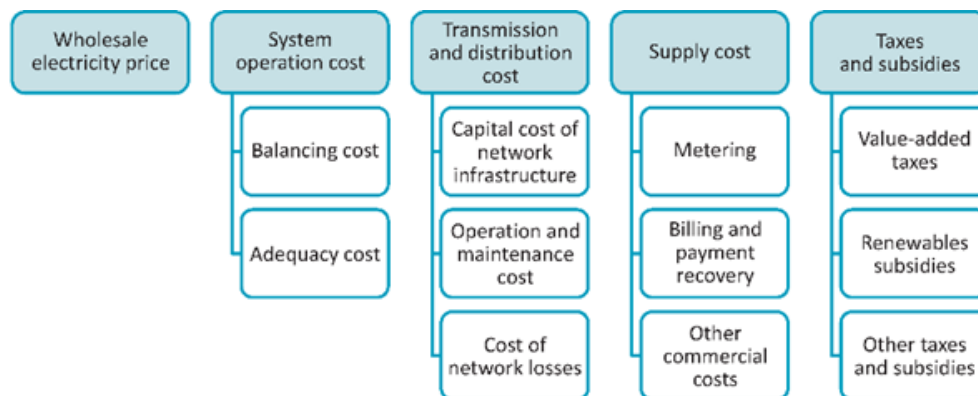 Wholesale
electricity price
System
operation cost
Balancing cost
Adequacy cost
Transmission
and distribution
cost
Capital cost of
network
infrastructure
Operation and
maintenance
cost
Cost of
network losses
Supply cost
Metering
Billing and
payment
recovery
Other
commercial
costs
Taxes
and subsidies
Value-added
taxes
Renewables
subsidies
Other taxes
and subsidies